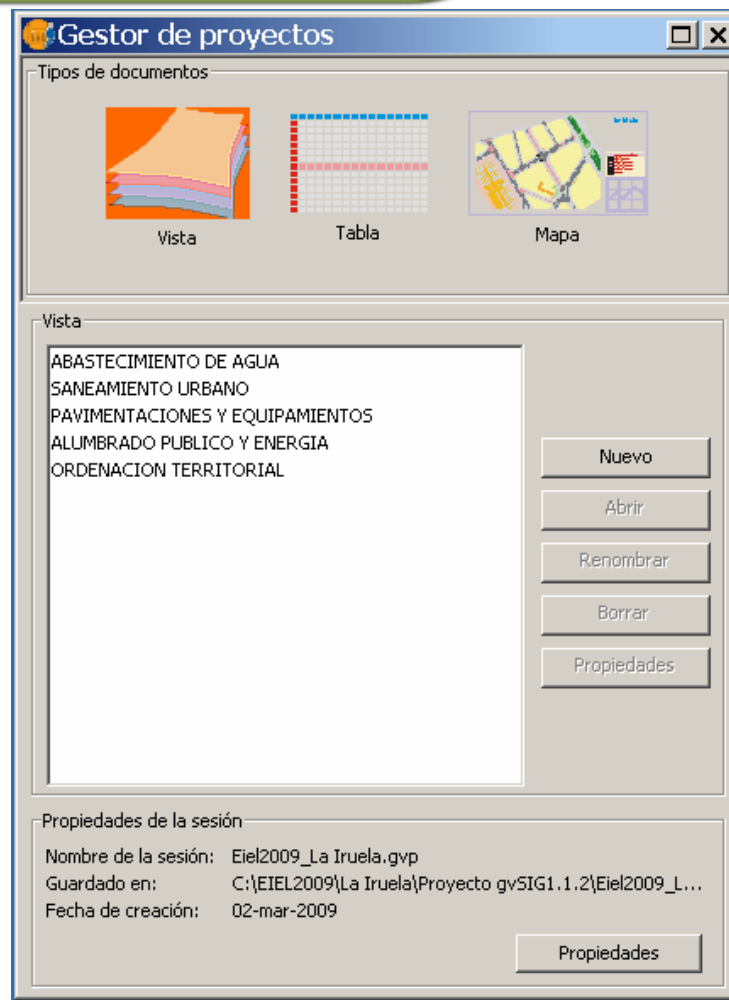 Gestor de proyectos
Tipos de documentos
Vista
Tabla
Mapa
Vista
ABASTECIMIENTO DE AGUA
SANEAMIENTO URBANO
PAVIMENTACIONES Y EQUIPAMIENTOS
ALUMBRADO PUBLICO Y ENERGIA
ORDENACION TERRITORIAL
Nuevo
Abrir
Renombrar
Borrar
Propiedades
Propiedades de la sesión
Nombre de la sesión: Eiel2009_La Iruela.gvp
Guardado en: C:\EIEL2009\La Iruela\Proyecto gvSIG1.1.2\Eiel2009_L...
Fecha de creación: 02-mar-2009
Propiedades